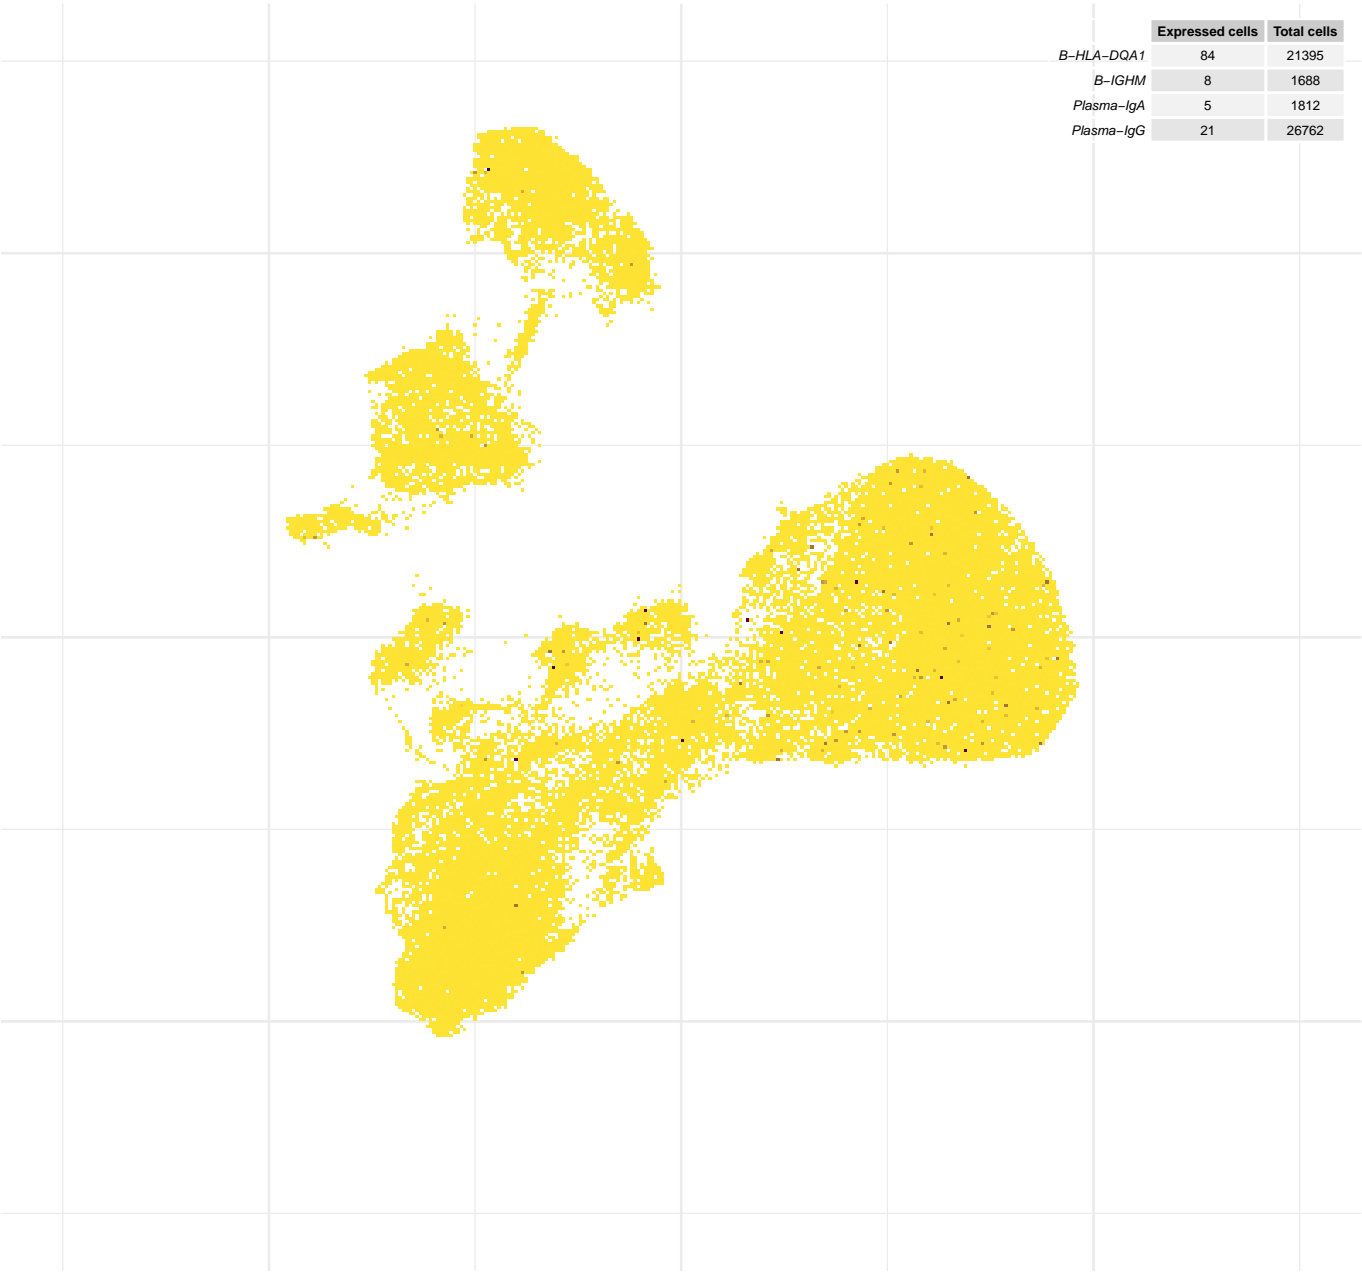 Expressed cells Total cells
B−HLA−DQA1 84 21395
B−IGHM 8 1688
Plasma−IgA 5 1812
Plasma−IgG 21 26762